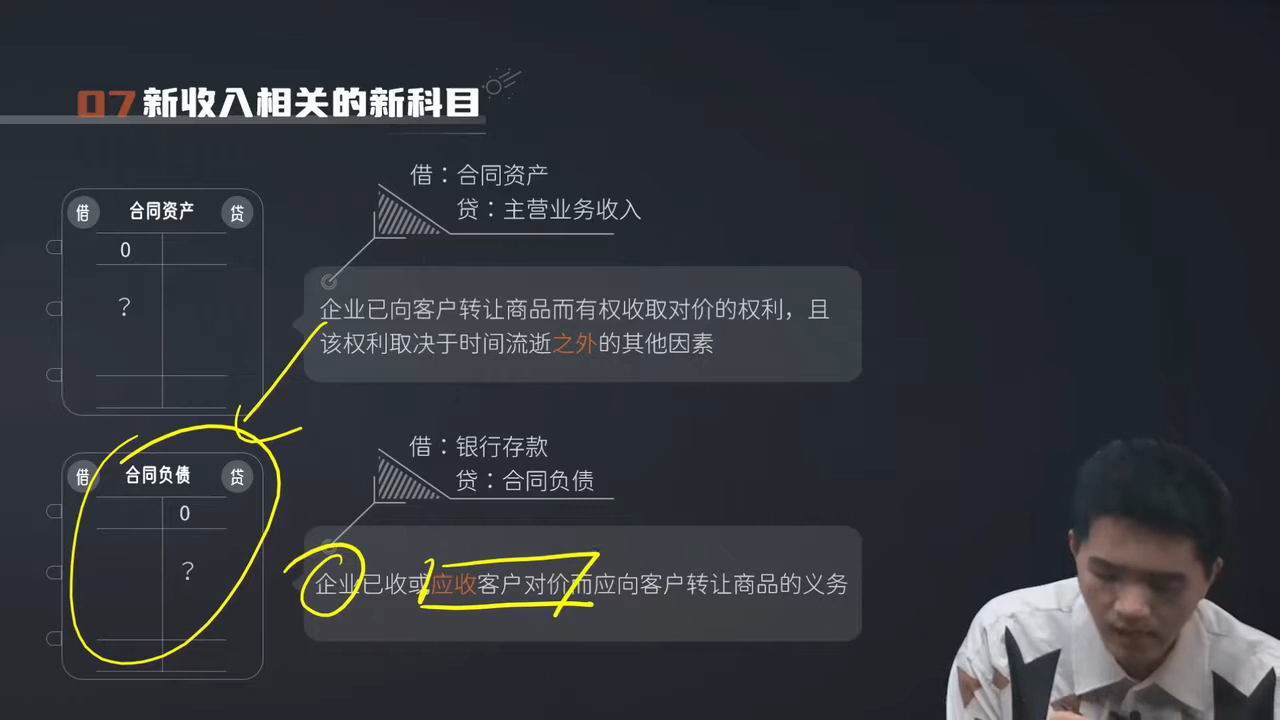 07 新收入相关的新科目
借：合同资产
贷：主营业务收入
借 合同资产 贷
0
?
企业已向客户转让商品而有权收取对价的权利，且
该权利取决于时间流逝之外的其他因素
借：银行存款
贷：合同负债
借 合同负债 贷
0
?
企业已收或应收客户对价而应向客户转让商品的义务